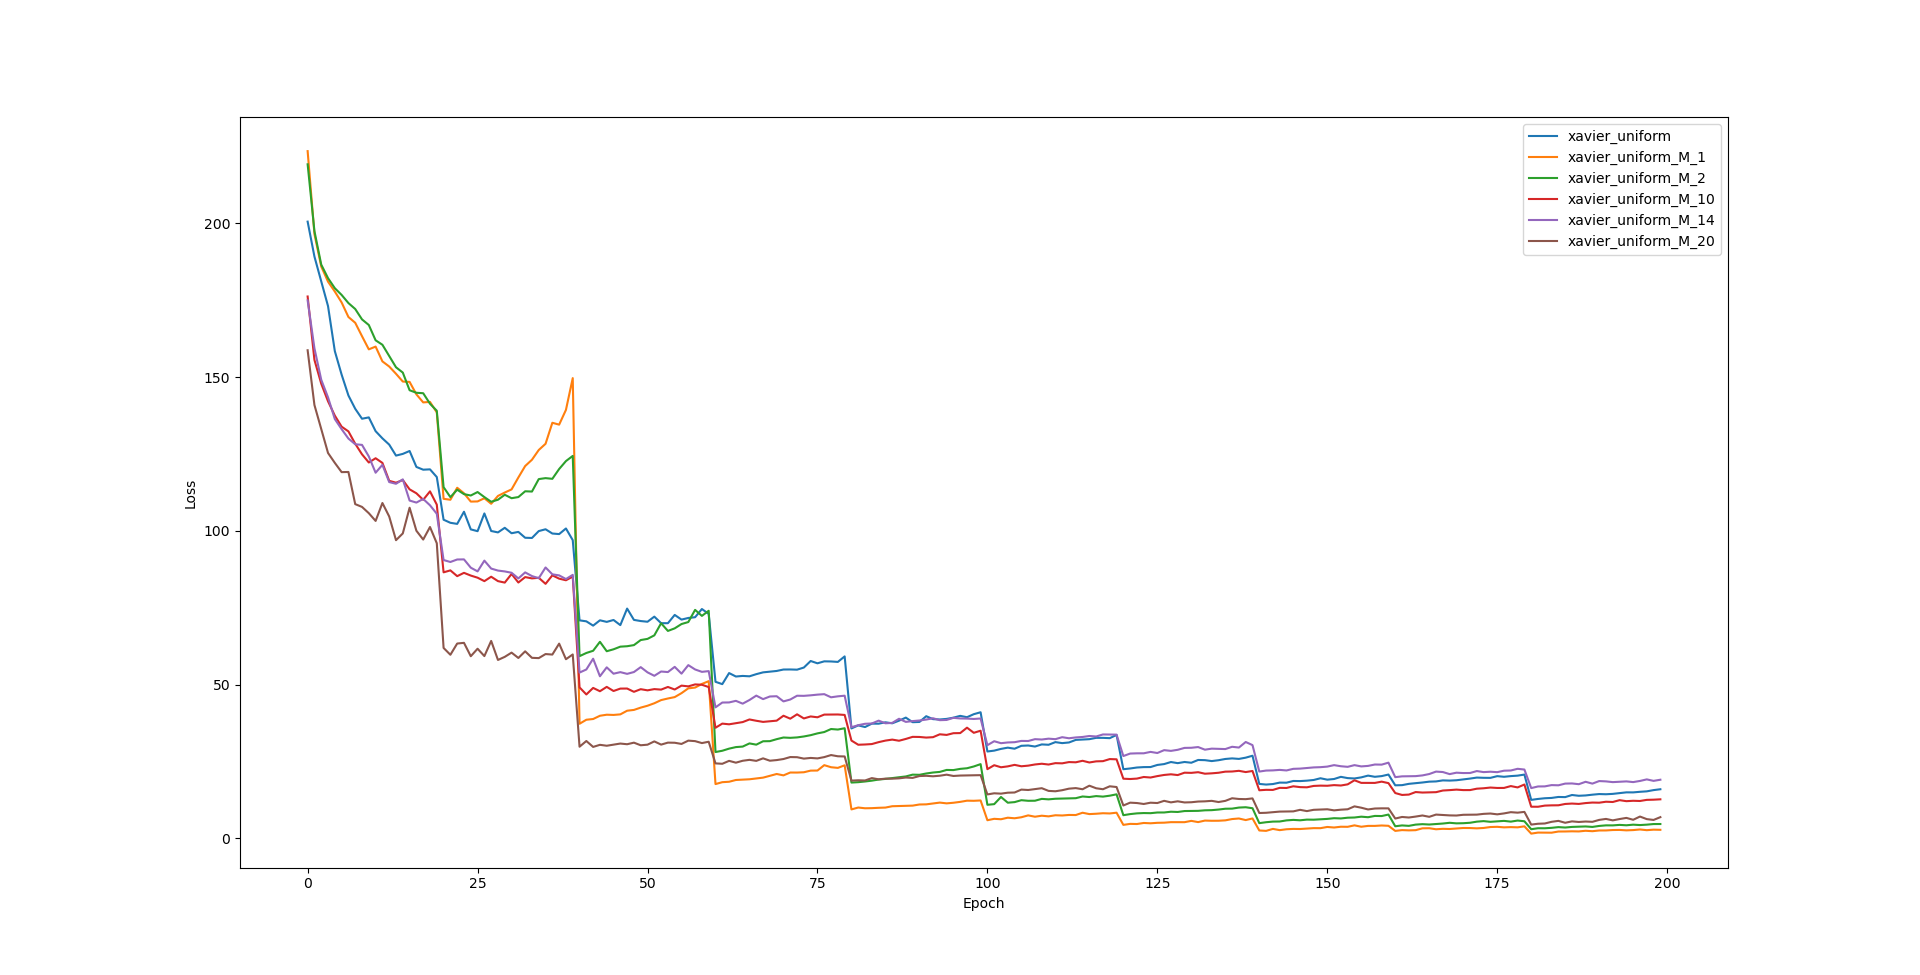 xavier_uniform
xavier_uniform_M_1
xavier_uniform_M_2
xavier_uniform_M_10
xavier_uniform_M_14
xavier_uniform_M_20
200
150
100
50
0
Loss
0 25 50 75 100 125 150 175 200
Epoch